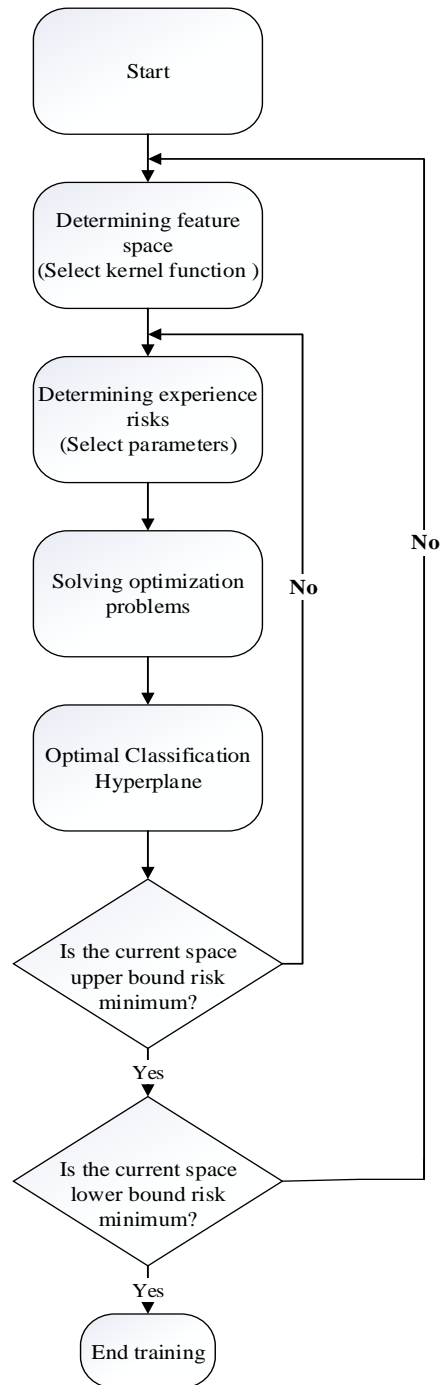 Start
Determining feature
space
(Select kernel function )
Determining experience
risks
(Select parameters)
Solving optimization
problems
Optimal Classification
Hyperplane
Is the current space
upper bound risk
minimum?
No
Yes
Is the current space
lower bound risk
minimum?
No
Yes
End training